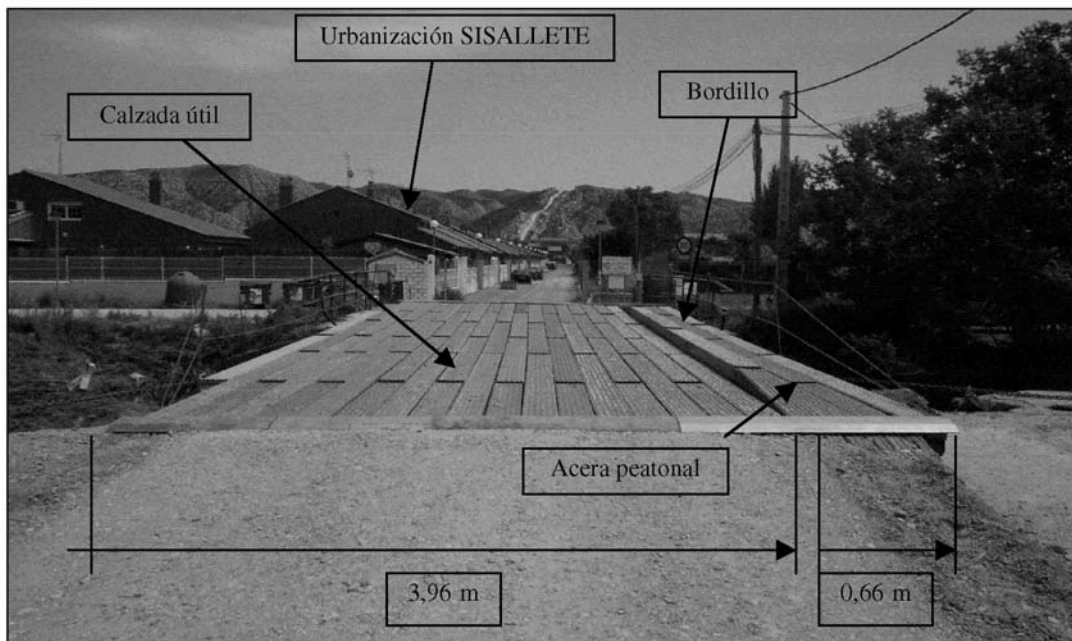 Urbanización SISALLETE
Calzada útil
Bordillo
Acera peatonal
3,96 m
0,66 m